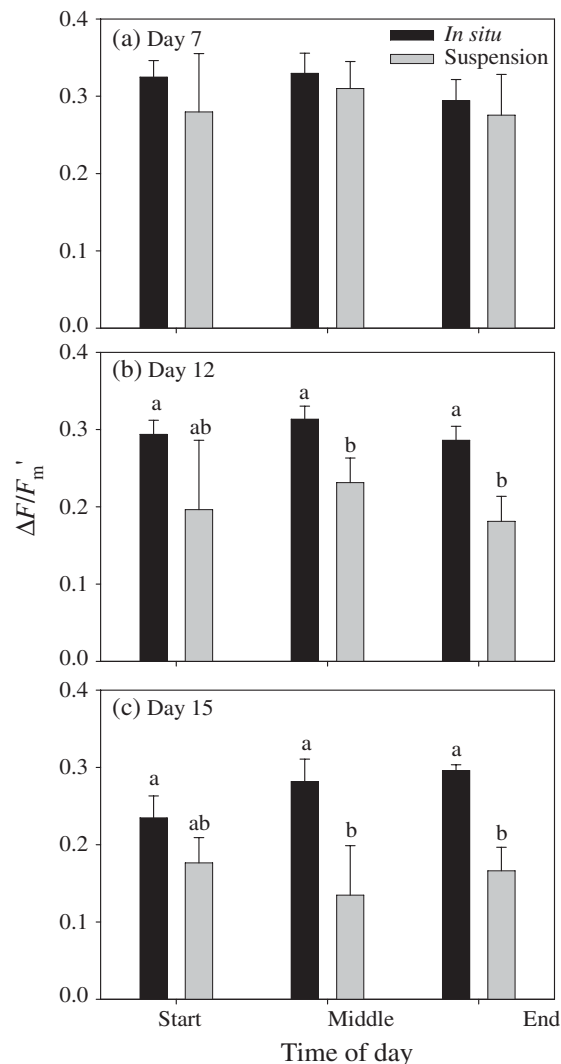 0.4
(a) Day 7
In situ
Suspension
0.3
0.2
0.1
0.0
0.4
(b) Day 12
a
ab
a
b
a
b
0.3
0.2
0.1
0.0
ΔF/Fm'
0.4
(c) Day 15
a
ab
a
b
a
b
0.3
0.2
0.1
0.0
Start Middle End
Time of day